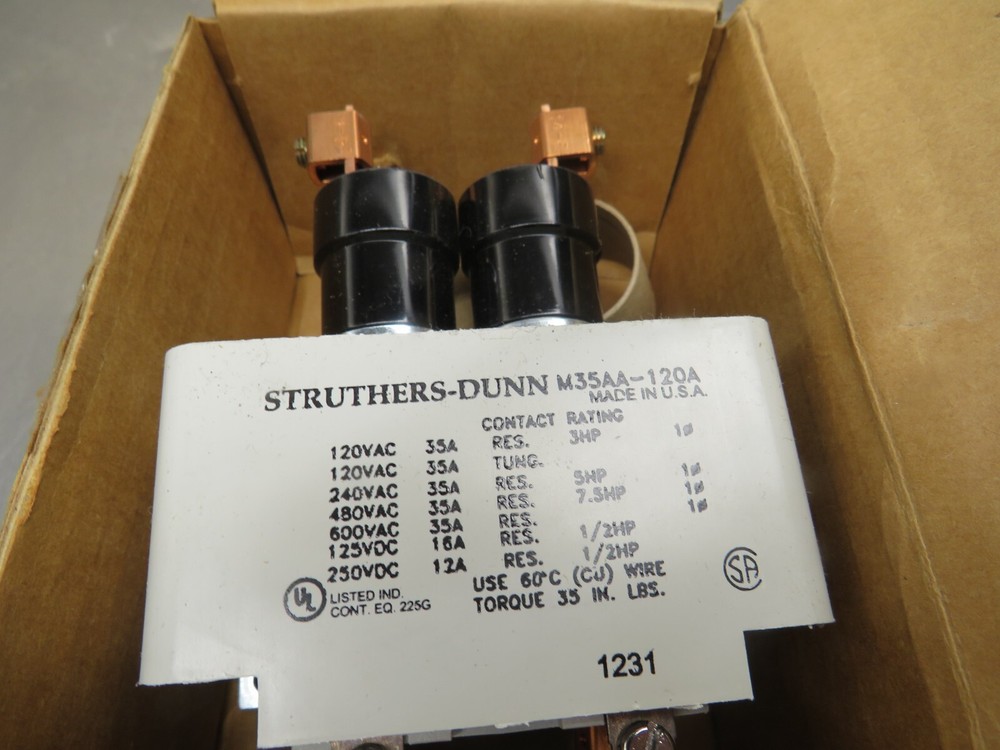 STRUTHERS-DUNN M35AA-120A
MADE IN U.S.A.
CONTACT RATING
120VAC 35A RES. 3HP 1ø
120VAC 35A TUNG.
240VAC 35A RES. 5HP 1ø
480VAC 35A RES. 7.5HP 1ø
600VAC 35A RES. 1ø
125VDC 16A RES. 1/2HP
250VDC 12A RES. 1/2HP
USE 60°C (CU) WIRE
TORQUE 35 IN. LBS.
UL LISTED IND.
CONT. EQ. 225G
SA
1231